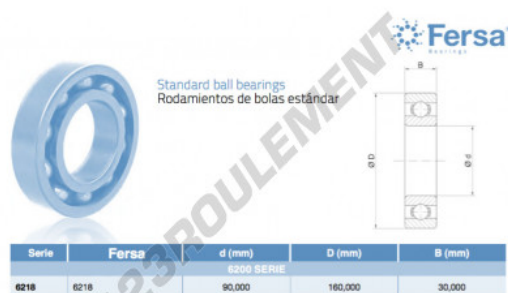 Fersa
Bearings
Standard ball bearings
Rodamientos de bolas estándar
B
Ø D
Ø d
123ROULEMENT
Serie Fersa d (mm) D (mm) B (mm)
6200 SERIE
6218 6218 90,000 160,000 30,000